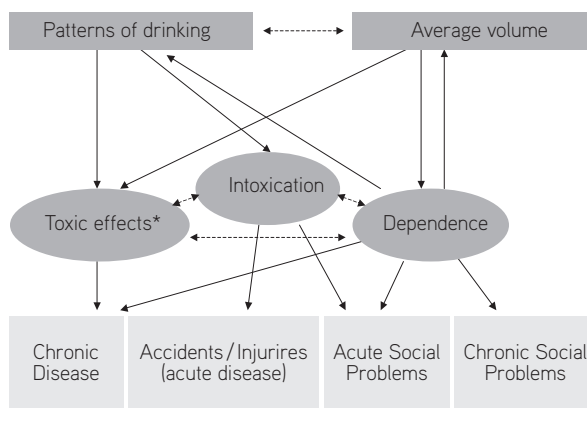 Patterns of drinking
Average volume
Intoxication
Toxic effects*
Dependence
Chronic
Disease
Accidents/Injurires
(acute disease)
Acute Social
Problems
Chronic Social
Problems